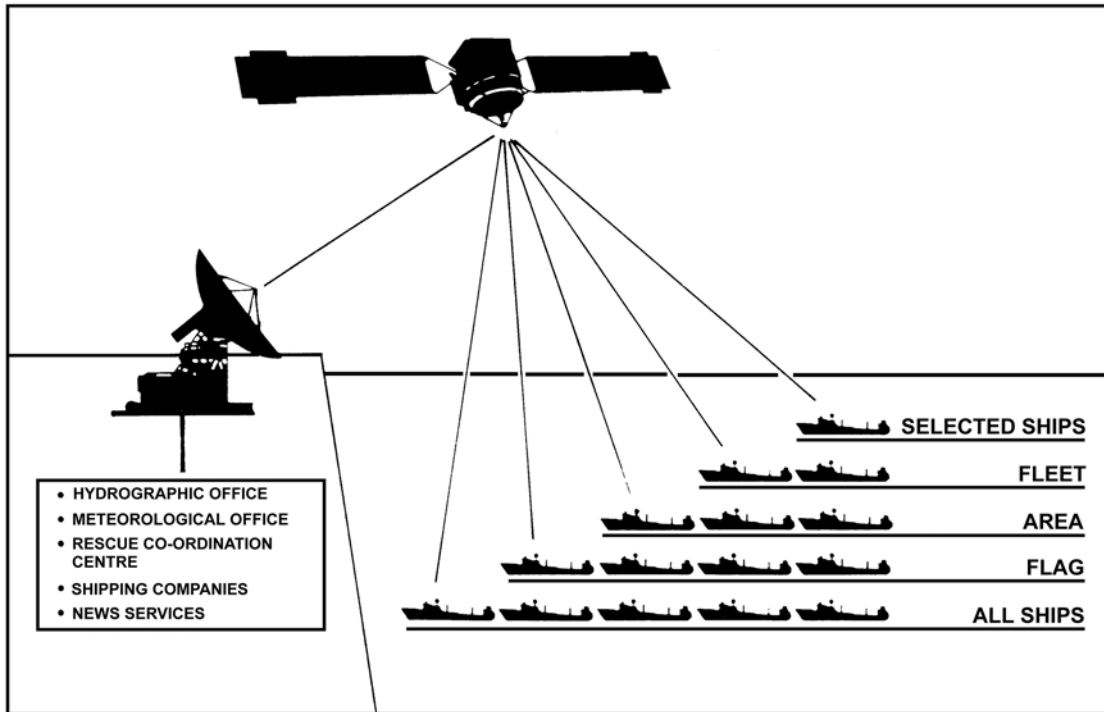 SELECTED SHIPS
FLEET
AREA
FLAG
ALL SHIPS
• HYDROGRAPHIC OFFICE
• METEOROLOGICAL OFFICE
• RESCUE CO-ORDINATION
CENTRE
• SHIPPING COMPANIES
• NEWS SERVICES